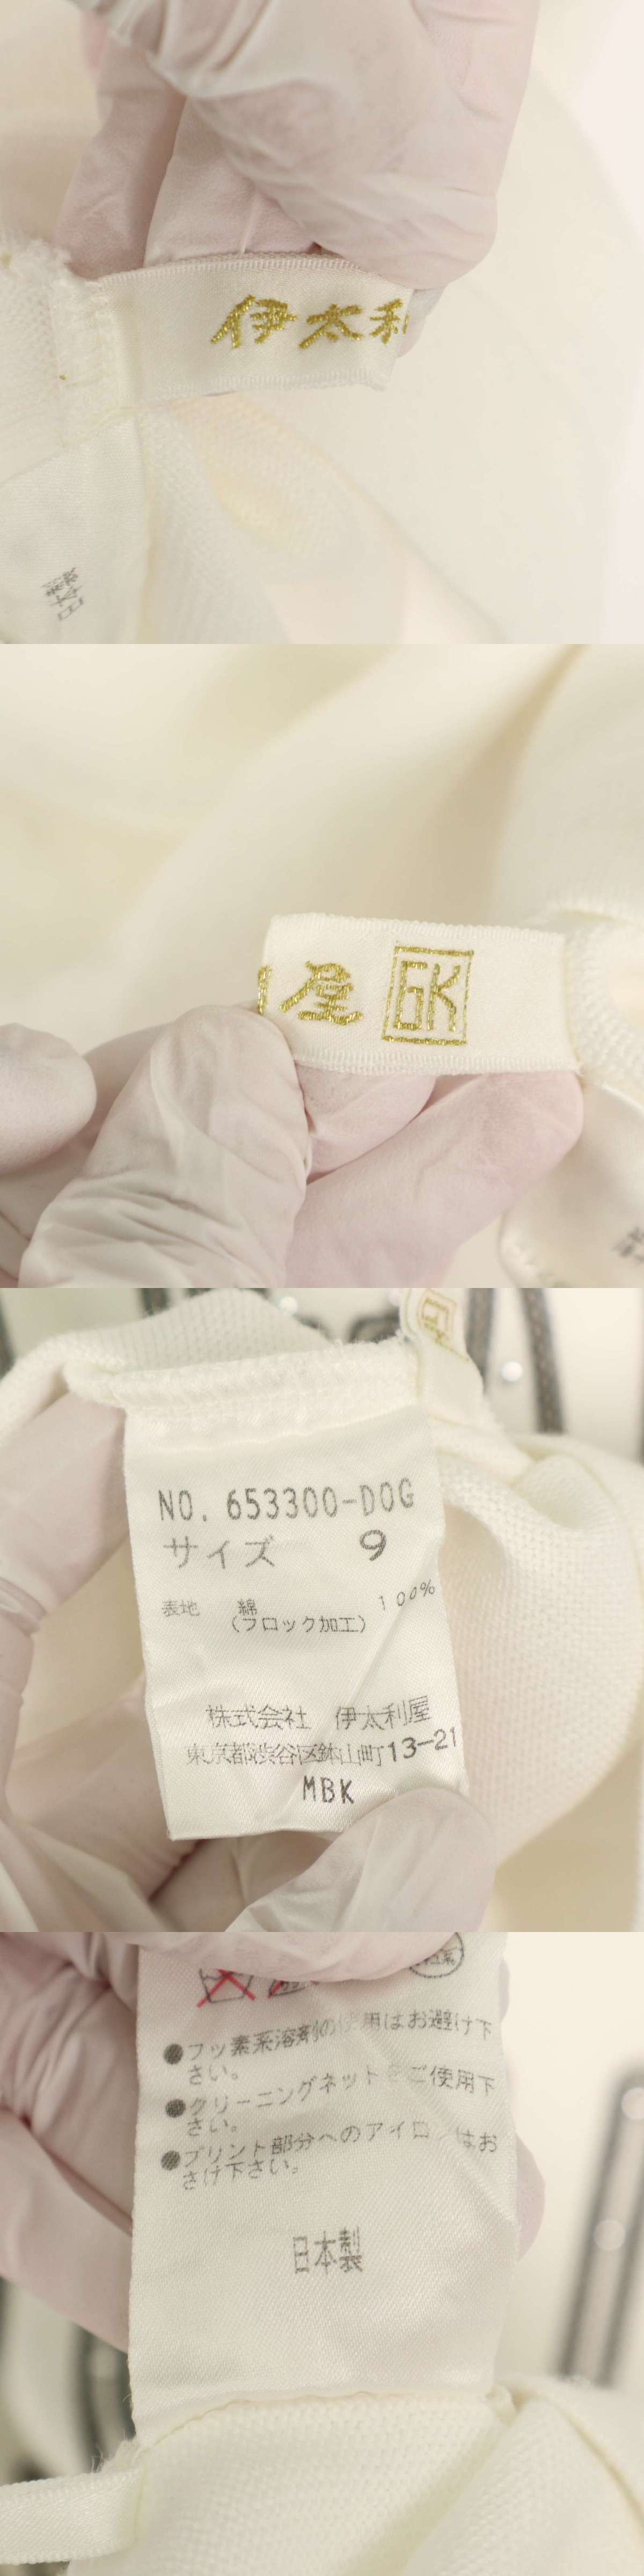 伊太利
日本製
屋 GK
NO. 653300-DOG
サイズ 9
表地 綿 100%
(フロック加工)
株式会社 伊太利屋
東京都渋谷区鉢山町13-21
MBK
●フッ素系溶剤の使用はお避け下
さい。
●クリーニングネットをご使用下
さい。
●プリント部分へのアイロンはお
さけ下さい。
日本製